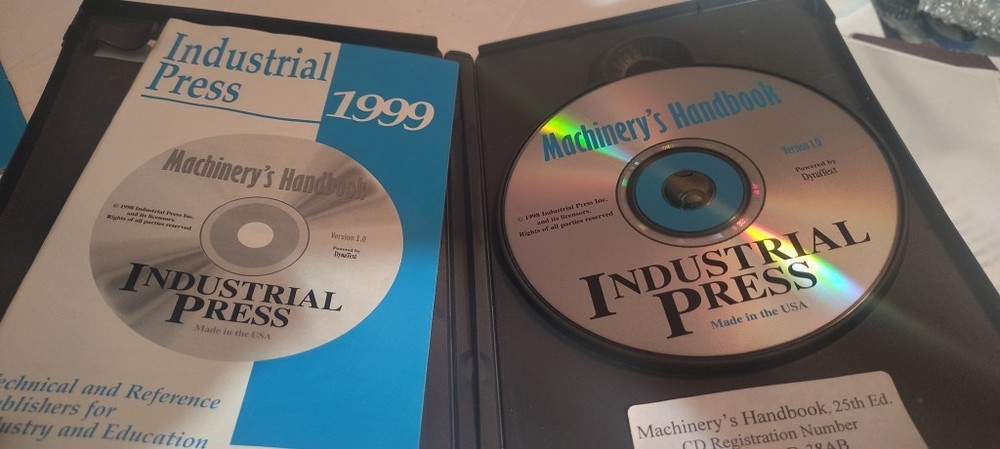 Industrial
Press
1999
Machinery's Handbook
© 1998 Industrial Press Inc.
and its licensors.
Rights of all parties reserved
Version 1.0
Powered by
DynaText
INDUSTRIAL
PRESS
Made in the USA
echnical and Reference
blishers for
ustry and Education
Machinery's Handbook
Version 1.0
Powered by
DynaText
© 1998 Industrial Press Inc.
and its licensors.
Rights of all parties reserved
INDUSTRIAL
PRESS
Made in the USA
Machinery's Handbook, 25th Ed.
CD Registration Number
28AB